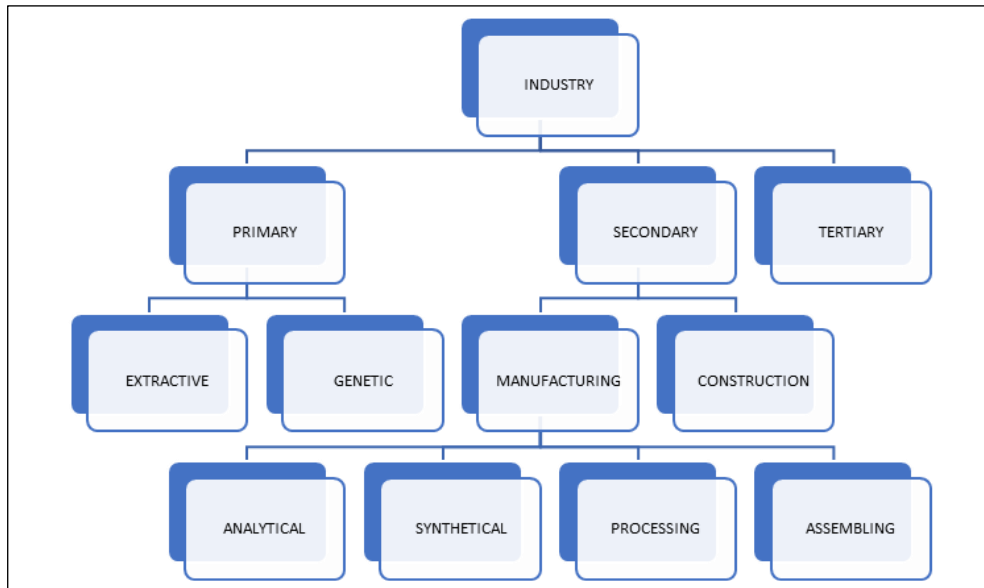 INDUSTRY
PRIMARY
SECONDARY
TERTIARY
EXTRACTIVE
GENETIC
MANUFACTURING
CONSTRUCTION
ANALYTICAL
SYNTHETICAL
PROCESSING
ASSEMBLING